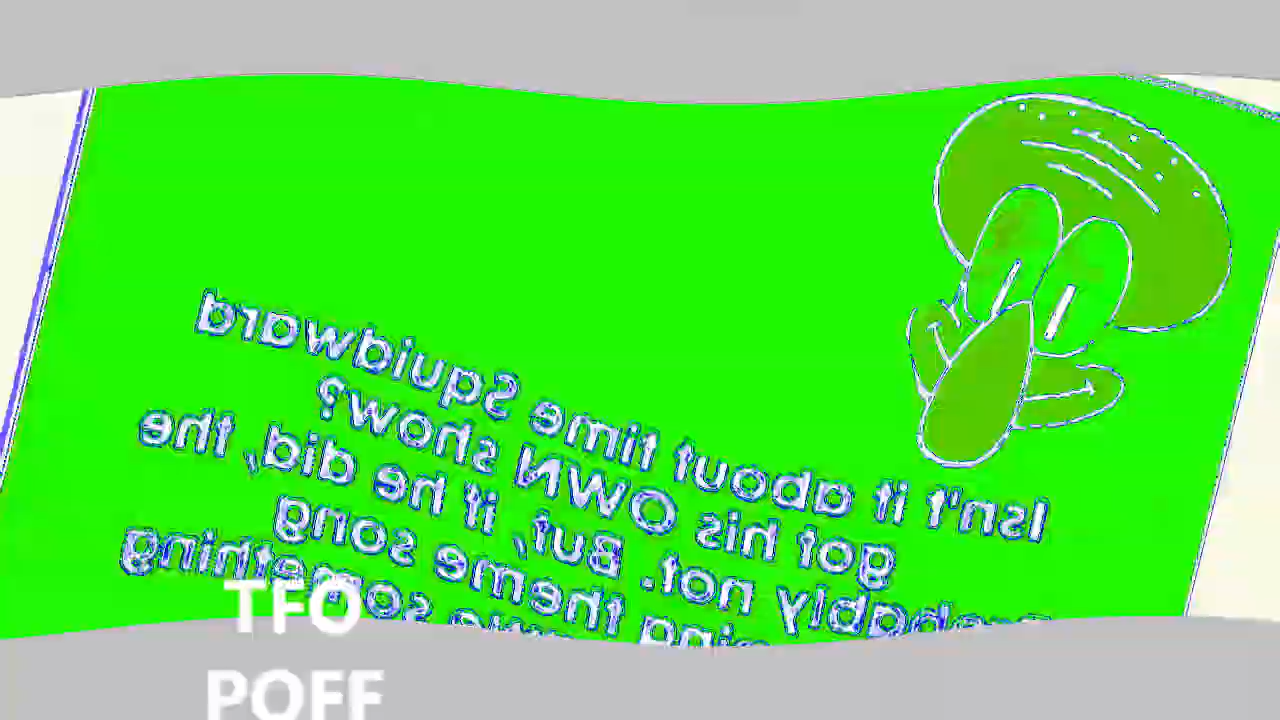 Isn't it about time Squidward
got his OWN show?
Probably not. But, if he did, the
theme song
something
TFO
POFF